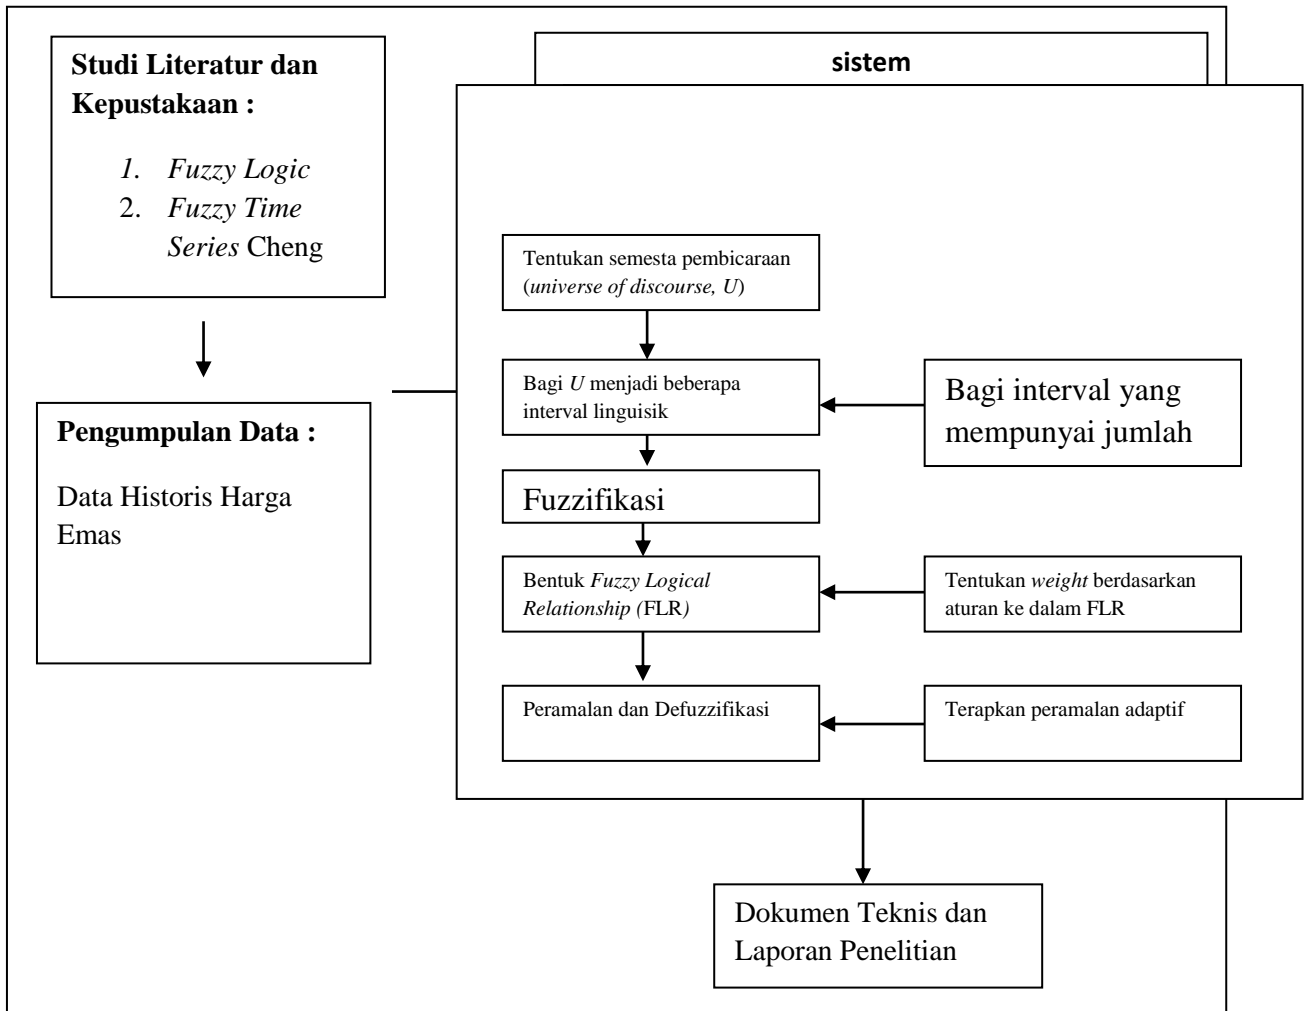 Studi Literatur dan
Kepustakaan :
1. Fuzzy Logic
2. Fuzzy Time
Series Cheng
Pengumpulan Data :
Data Historis Harga
Emas
sistem
Tentukan semesta pembicaraan
(universe of discourse, U)
Bagi U menjadi beberapa
interval linguisik
Bagi interval yang
mempunyai jumlah
Fuzzifikasi
Bentuk Fuzzy Logical
Relationship (FLR)
Tentukan weight berdasarkan
aturan ke dalam FLR
Peramalan dan Defuzzifikasi
Terapkan peramalan adaptif
Dokumen Teknis dan
Laporan Penelitian